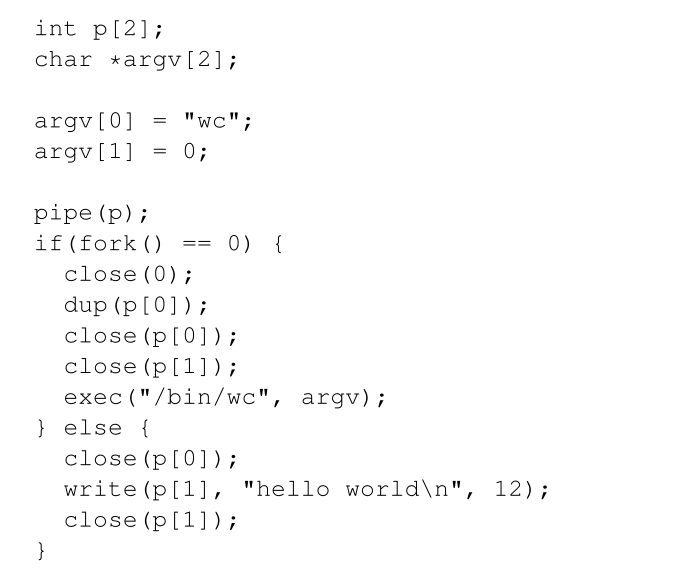 int p[2];
char *argv[2];

argv[0] = "wc";
argv[1] = 0;

pipe(p);
if(fork() == 0) {
  close(0);
  dup(p[0]);
  close(p[0]);
  close(p[1]);
  exec("/bin/wc", argv);
} else {
  close(p[0]);
  write(p[1], "hello world\n", 12);
  close(p[1]);
}